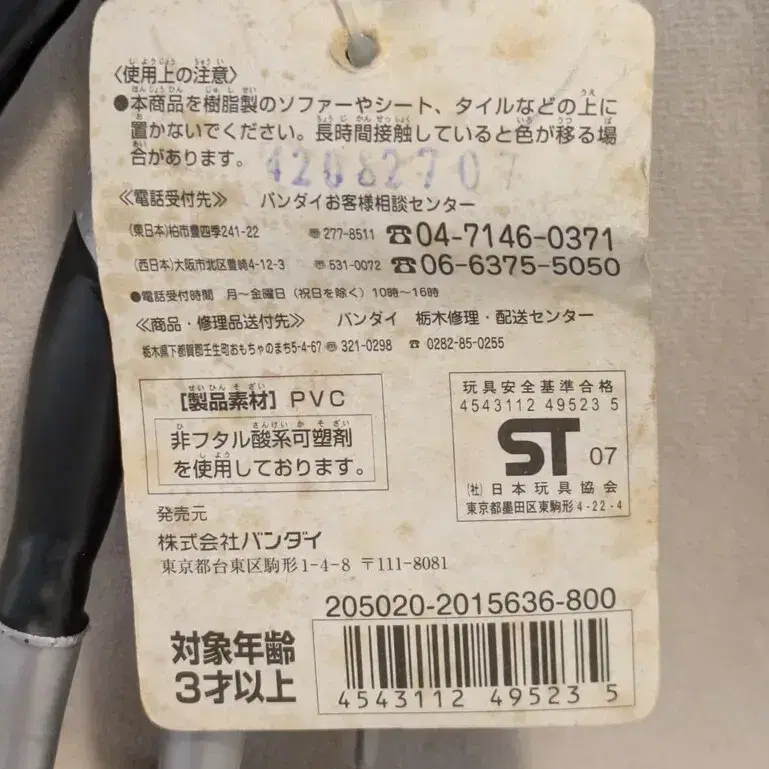 〈使用上の注意〉
●本商品を樹脂製のソファーやシート、タイルなどの上に
置かないでください。長時間接触していると色が移る場
合があります。
≪電話受付先≫ バンダイお客様相談センター
(東日本)柏市豊四季241-22 〒277-8511 ☎04-7146-0371
(西日本)大阪市北区豊崎4-12-3 〒531-0072 ☎06-6375-5050
●電話受付時間 月〜金曜日(祝日を除く)10時〜16時
≪商品・修理品送付先≫ バンダイ 栃木修理・配送センター
栃木県下都賀郡壬生町おもちゃのまち5-4-67 〒321-0298 ☎ 0282-85-0255
[製品素材] PVC
非フタル酸系可塑剤
を使用しております。
玩具安全基準合格
4543112 49523 5
ST 07
(社)日本玩具協会
東京都墨田区東駒形4-22-4
発売元
株式会社バンダイ
東京都台東区駒形1-4-8 〒111-8081
205020-2015636-800
対象年齢
3才以上
4543112 49523 5